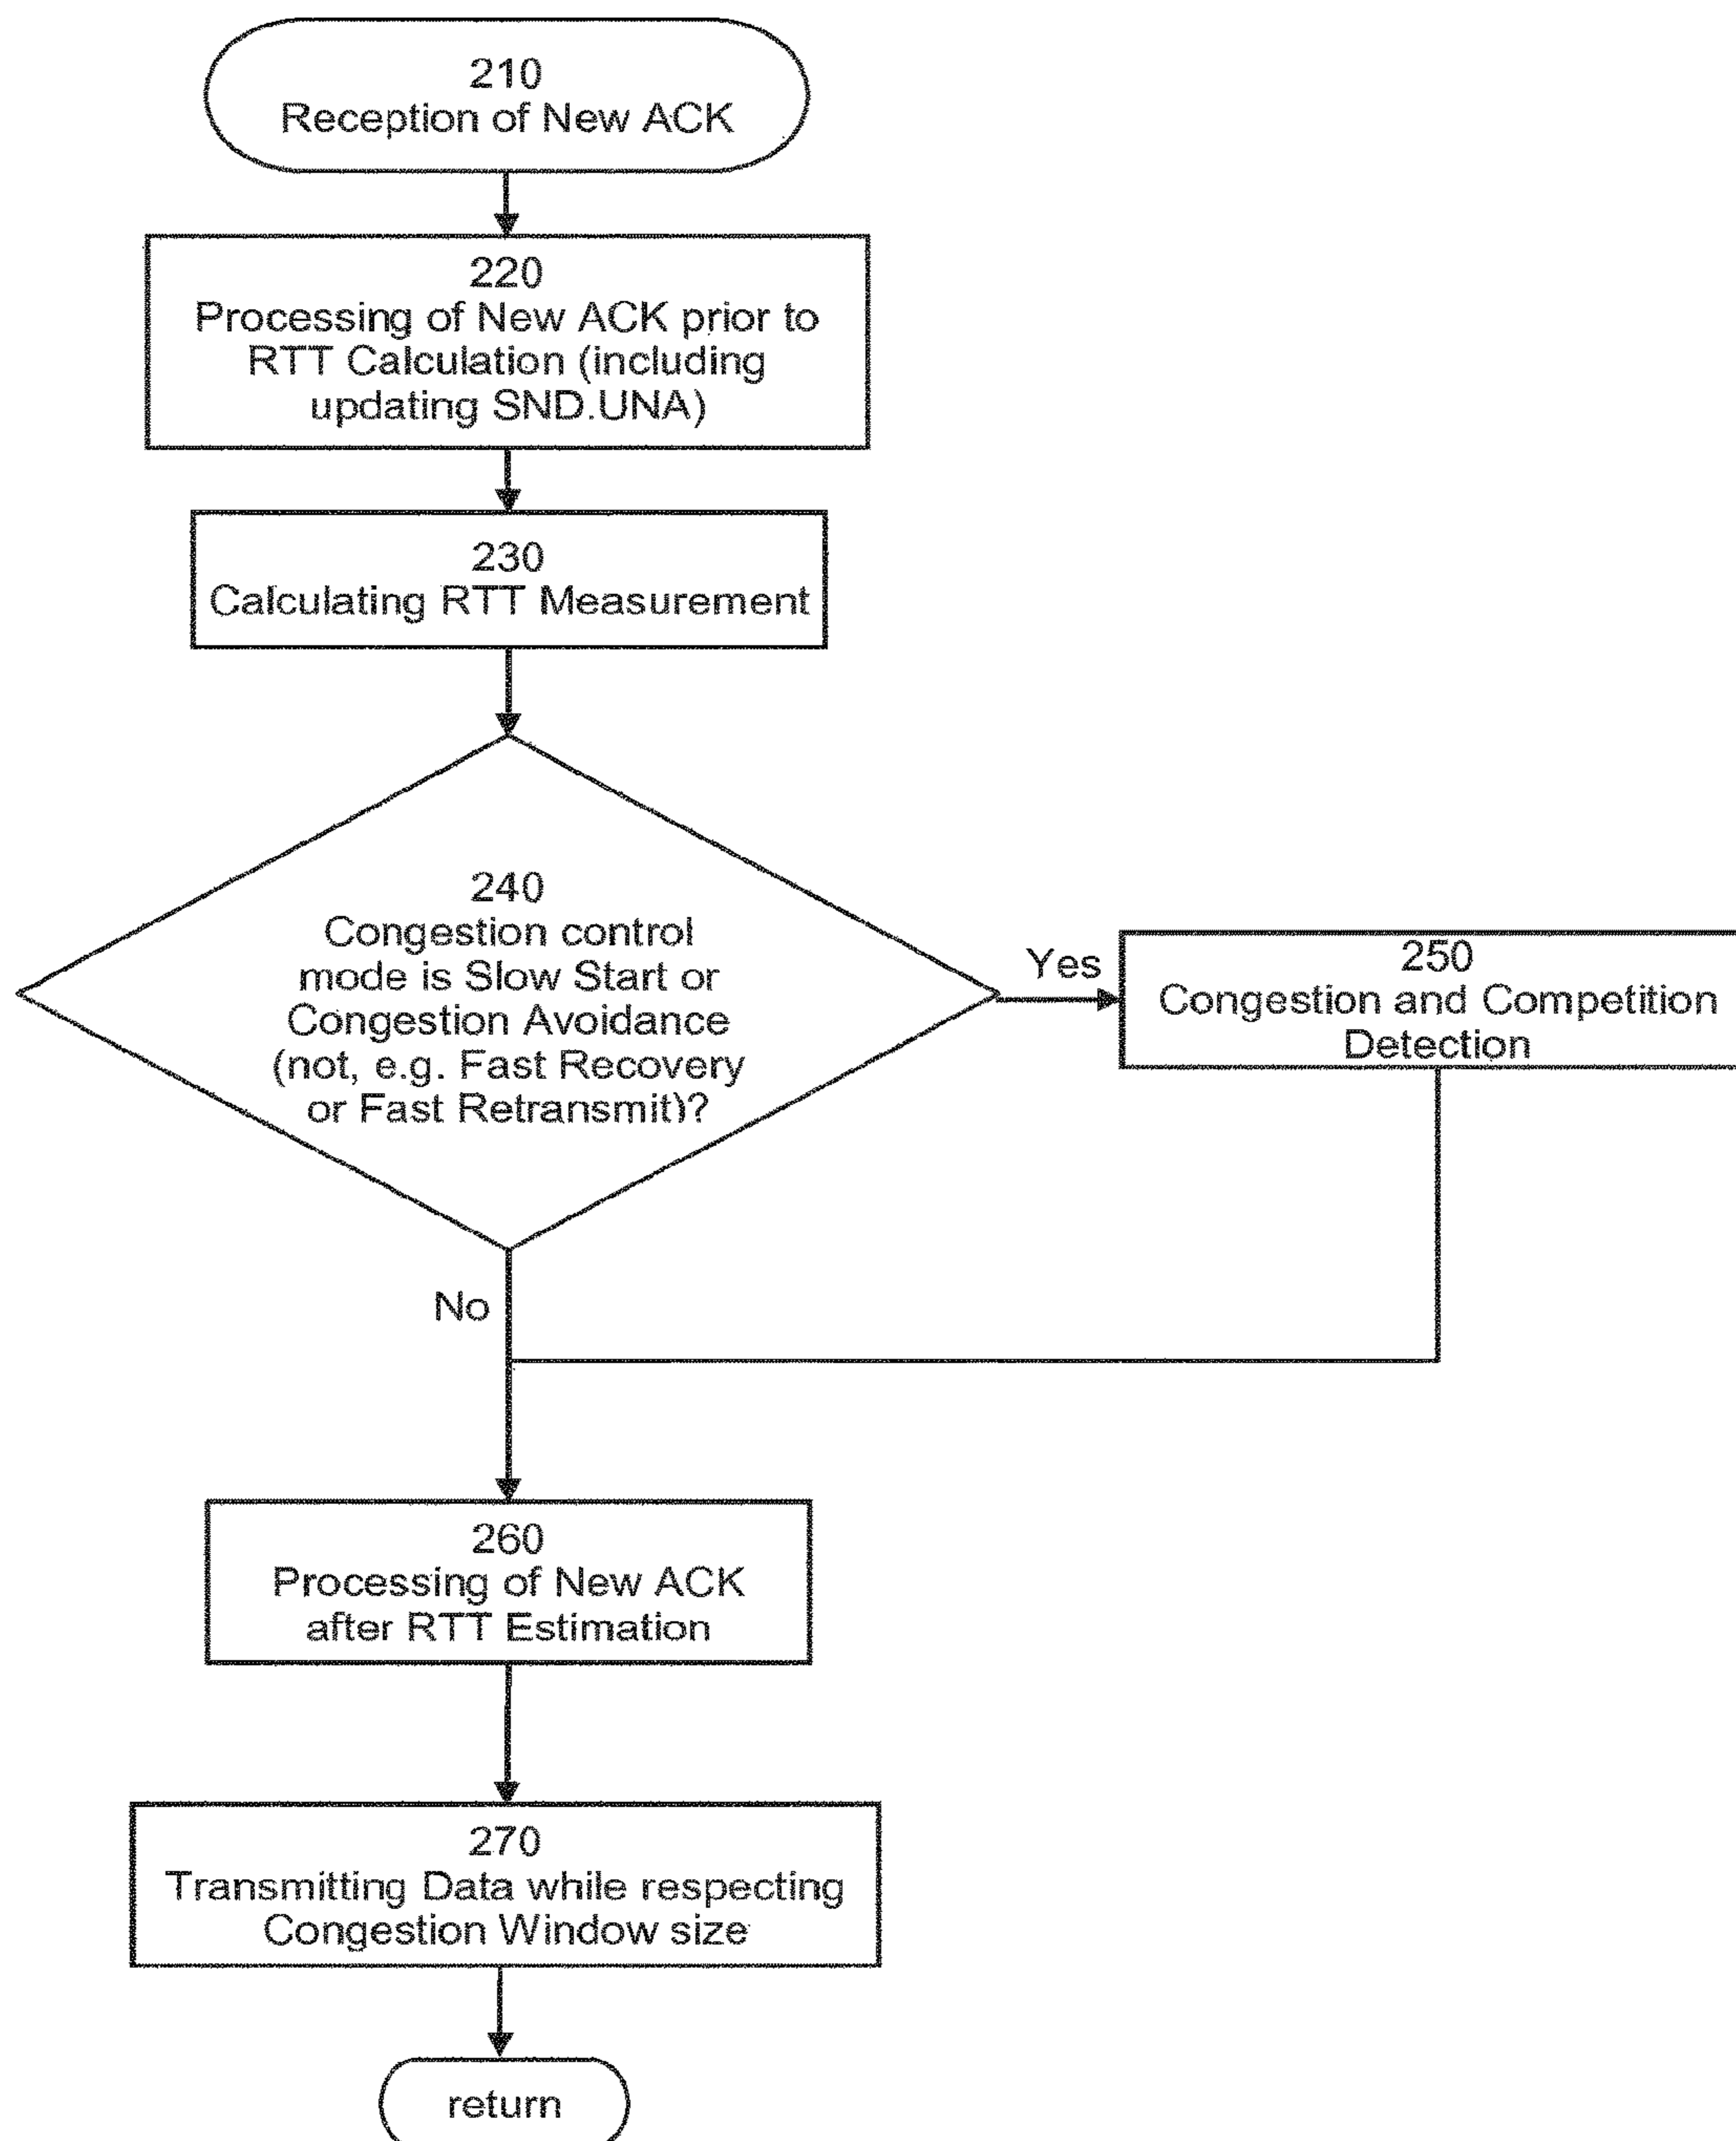 210
Reception of New ACK
220
Processing of New ACK prior to
RTT Calculation (including
updating SND.UNA)
230
Calculating RTT Measurement
240
Congestion control
mode is Slow Start or
Congestion Avoidance
(not, e.g. Fast Recovery
or Fast Retransmit)?
Yes
250
Congestion and Competition
Detection
No
260
Processing of New ACK
after RTT Estimation
270
Transmitting Data while respecting
Congestion Window size
return